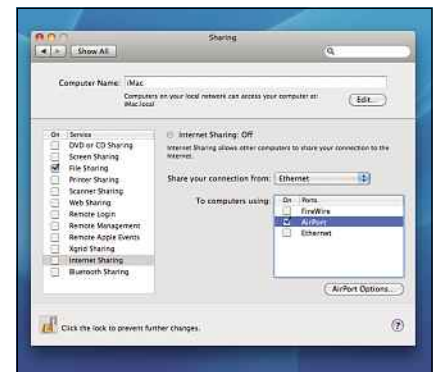 Sharing
Show All
Computer Name: iMac
Computers on your local network can access your computer at:
iMac.local
Edit...
On Service
DVD or CD Sharing
Screen Sharing
File Sharing
Printer Sharing
Scanner Sharing
Web Sharing
Remote Login
Remote Management
Remote Apple Events
Xgrid Sharing
Internet Sharing
Bluetooth Sharing
Internet Sharing: Off
Internet Sharing allows other computers to share your connection to the
Internet.
Share your connection from: Ethernet
To computers using:
On Ports
FireWire
AirPort
Ethernet
AirPort Options...
Click the lock to prevent further changes.
?